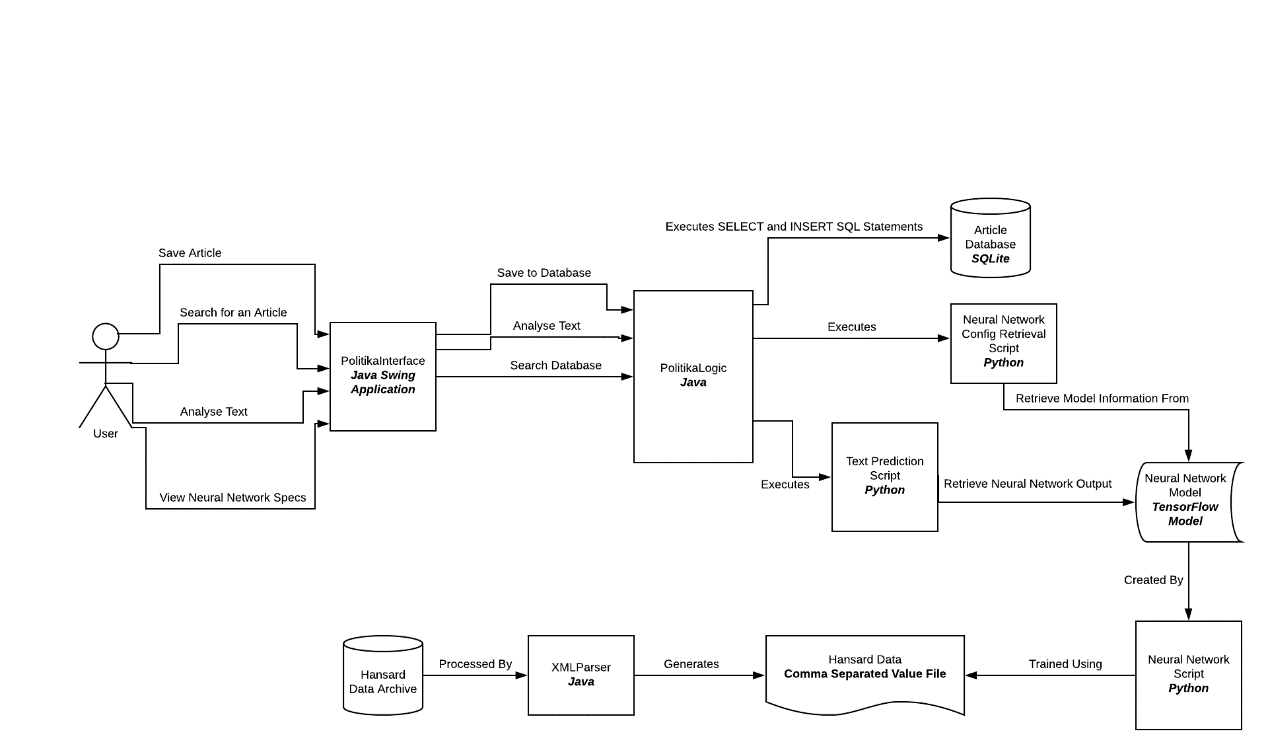 Executes SELECT and INSERT SQL Statements
Article
Database
SQLite
Save Article
Search for an Article
Analyse Text
View Neural Network Specs
User
PolitikaInterface
Java Swing
Application
Save to Database
Analyse Text
Search Database
PolitikaLogic
Java
Executes
Neural Network
Config Retrieval
Script
Python
Retrieve Model Information From
Executes
Text Prediction
Script
Python
Retrieve Neural Network Output
Neural Network
Model
TensorFlow
Model
Created By
Hansard
Data Archive
Processed By
XMLParser
Java
Generates
Hansard Data
Comma Separated Value File
Trained Using
Neural Network
Script
Python